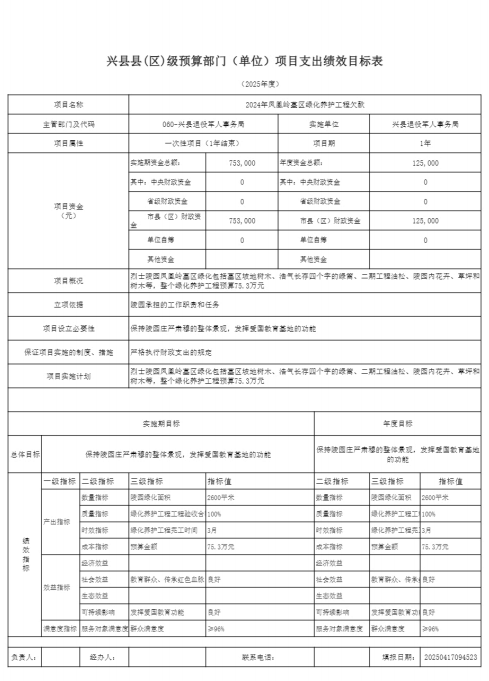 兴县县(区)级预算部门（单位）项目支出绩效目标表
（2025年度）
项目名称 2024年凤凰岭墓区绿化养护工程欠款
主管部门及代码 060-兴县退役军人事务局 实施单位 兴县退役军人事务局
项目属性 一次性项目（1年结束） 项目期 1年
项目资金
（元）
实施期资金总额： 753,000 年度资金总额： 125,000
其中：中央财政资金 0 其中：中央财政资金 0
省级财政资金 0 省级财政资金 0
市县（区）财政资金 753,000 市县（区）财政资金 125,000
单位自筹 0 单位自筹 0
其他资金 其他资金
项目概况 烈士陵园凤凰岭墓区绿化包括墓区坡地树木、浩气长存四个字的绿篱、二期工程油松、陵园内花卉、草坪和
树木等，整个绿化养护工程预算75.3万元
立项依据 陵园承担的工作职责和任务
项目设立必要性 保持陵园庄严肃穆的整体景观，发挥爱国教育基地的功能
保证项目实施的制度、措施 严格执行财政支出的规定
项目实施计划 烈士陵园凤凰岭墓区绿化包括墓区坡地树木、浩气长存四个字的绿篱、二期工程油松、陵园内花卉、草坪和
树木等，整个绿化养护工程预算75.3万元
实施期目标 年度目标
总体目标 保持陵园庄严肃穆的整体景观，发挥爱国教育基地的功能 保持陵园庄严肃穆的整体景观，发挥爱国教育基地
的功能
绩效指标
一级指标 二级指标 三级指标 指标值 二级指标 三级指标 指标值
产出指标 数量指标 陵园绿化面积 2600平米 数量指标 陵园绿化面积 2600平米
质量指标 绿化养护工程工程验收合 100% 质量指标 绿化养护工程工 100%
时效指标 绿化养护工程完工时间 3月 时效指标 绿化养护工程完 3月
成本指标 预算金额 75.3万元 成本指标 预算金额 75.3万元
效益指标 经济效益 经济效益
社会效益 教育群众、传承红色血脉 良好 社会效益 教育群众、传承 良好
生态效益 生态效益
可持续影响 发挥爱国教育功能 良好 可持续影响 发挥爱国教育功 良好
满意度指标 服务对象满意度 群众满意度 ≥96% 服务对象满意度 群众满意度 ≥96%
负责人： 经办人： 联系电话： 填报日期： 20250417094523